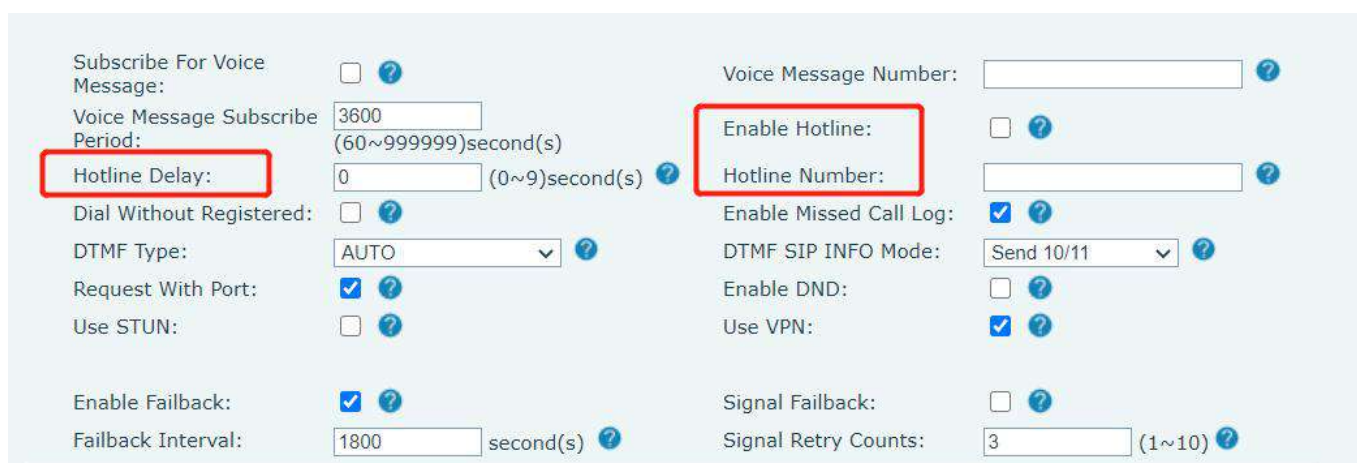 Subscribe For Voice
Message:
Voice Message Number:
Voice Message Subscribe
Period:
3600
(60~999999)second(s)
Enable Hotline:
Hotline Delay:
0
(0~9)second(s)
Hotline Number:
Dial Without Registered:
Enable Missed Call Log:
DTMF Type:
AUTO
DTMF SIP INFO Mode:
Send 10/11
Request With Port:
Enable DND:
Use STUN:
Use VPN:
Enable Failback:
Signal Failback:
Failback Interval:
1800
second(s)
Signal Retry Counts:
3
(1~10)